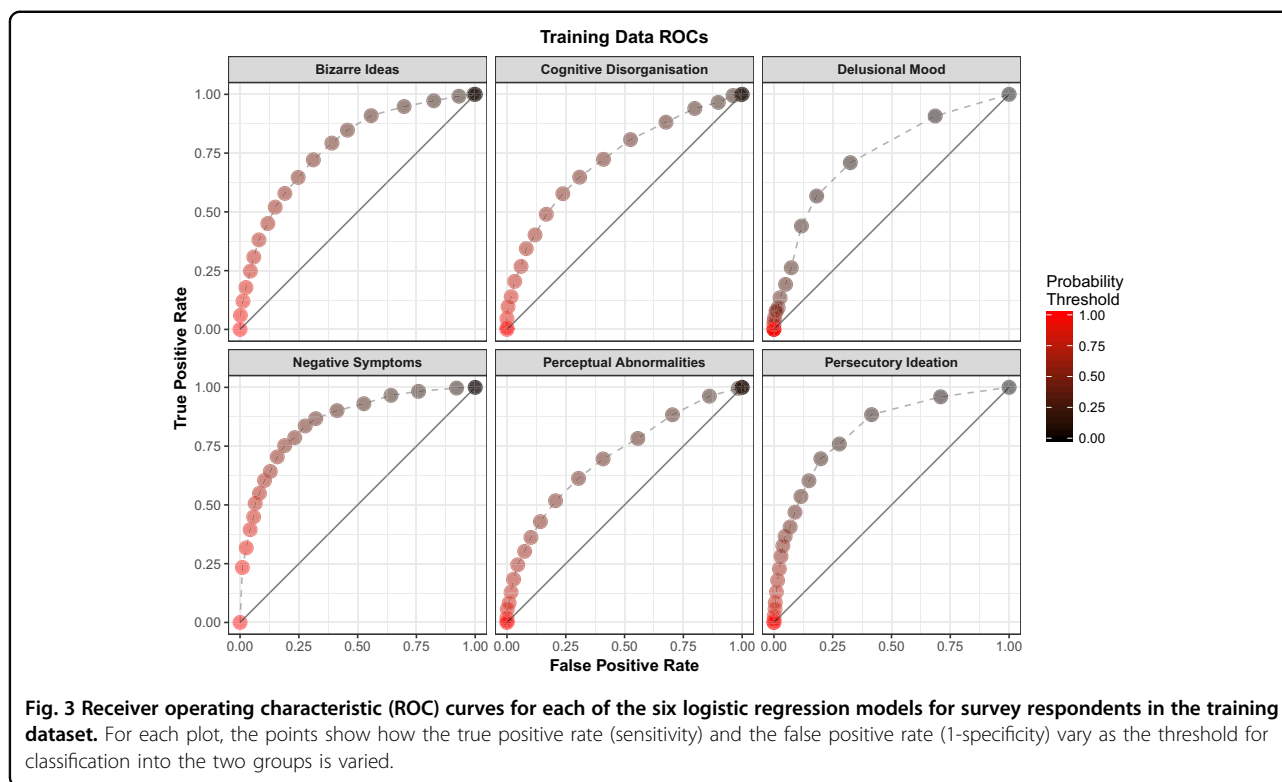 Training Data ROCs
Bizarre Ideas
Cognitive Disorganisation
Delusional Mood
1.00
0.75
0.50
0.25
0.00
Negative Symptoms
Perceptual Abnormalities
Persecutory Ideation
1.00
0.75
0.50
0.25
0.00
True Positive Rate
0.00 0.25 0.50 0.75 1.00
0.00 0.25 0.50 0.75 1.00
0.00 0.25 0.50 0.75 1.00
False Positive Rate
Probability
Threshold
1.00
0.75
0.50
0.25
0.00
Fig. 3 Receiver operating characteristic (ROC) curves for each of the six logistic regression models for survey respondents in the training
dataset. For each plot, the points show how the true positive rate (sensitivity) and the false positive rate (1-specificity) vary as the threshold for
classification into the two groups is varied.